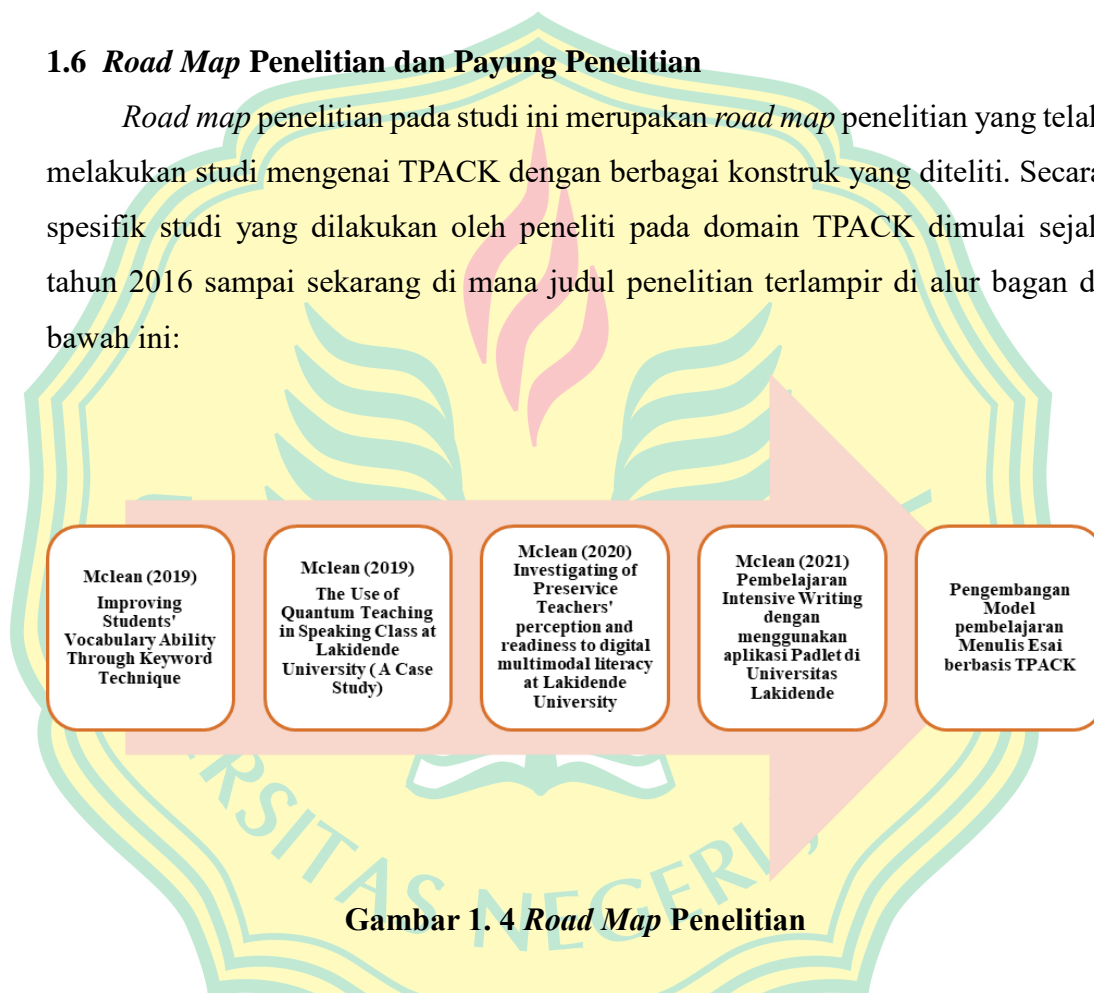 1.6 Road Map Penelitian dan Payung Penelitian
Road map penelitian pada studi ini merupakan road map penelitian yang telah
melakukan studi mengenai TPACK dengan berbagai konstruk yang diteliti. Secara
spesifik studi yang dilakukan oleh peneliti pada domain TPACK dimulai sejak
tahun 2016 sampai sekarang di mana judul penelitian terlampir di alur bagan d
bawah ini:
Mclean (2019)
Improving
Students'
Vocabulary Ability
Through Keyword
Technique
Mclean (2019)
The Use of
Quantum Teaching
in Speaking Class at
Lakidende
University ( A Case
Study)
Mclean (2020)
Investigating of
Preservice
Teachers'
perception and
readiness to digital
multimodal literacy
at Lakidende
University
Mclean (2021)
Pembelajaran
Intensive Writing
dengan
menggunakan
aplikasi Padlet di
Universitas
Lakidende
Pengembangan
Model
pembelajaran
Menulis Esai
berbasis TPACK
ERSITAS NEGERI
Gambar 1. 4 Road Map Penelitian